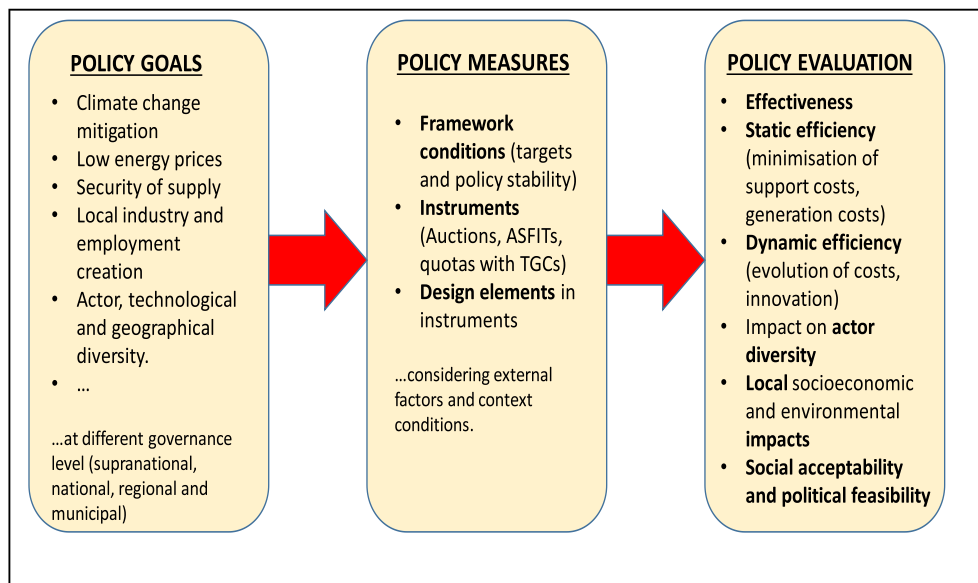 POLICY GOALS
• Climate change
mitigation
• Low energy prices
• Security of supply
• Local industry and
employment
creation
• Actor, technological
and geographical
diversity.
• ...
...at different governance
level (supranational,
national, regional and
municipal)
POLICY MEASURES
• Framework
conditions (targets
and policy stability)
• Instruments
(Auctions, ASFITs,
quotas with TGCs)
• Design elements in
instruments
...considering external
factors and context
conditions.
POLICY EVALUATION
• Effectiveness
• Static efficiency
(minimisation of
support costs,
generation costs)
• Dynamic efficiency
(evolution of costs,
innovation)
• Impact on actor
diversity
• Local socioeconomic
and environmental
impacts
• Social acceptability
and political feasibility